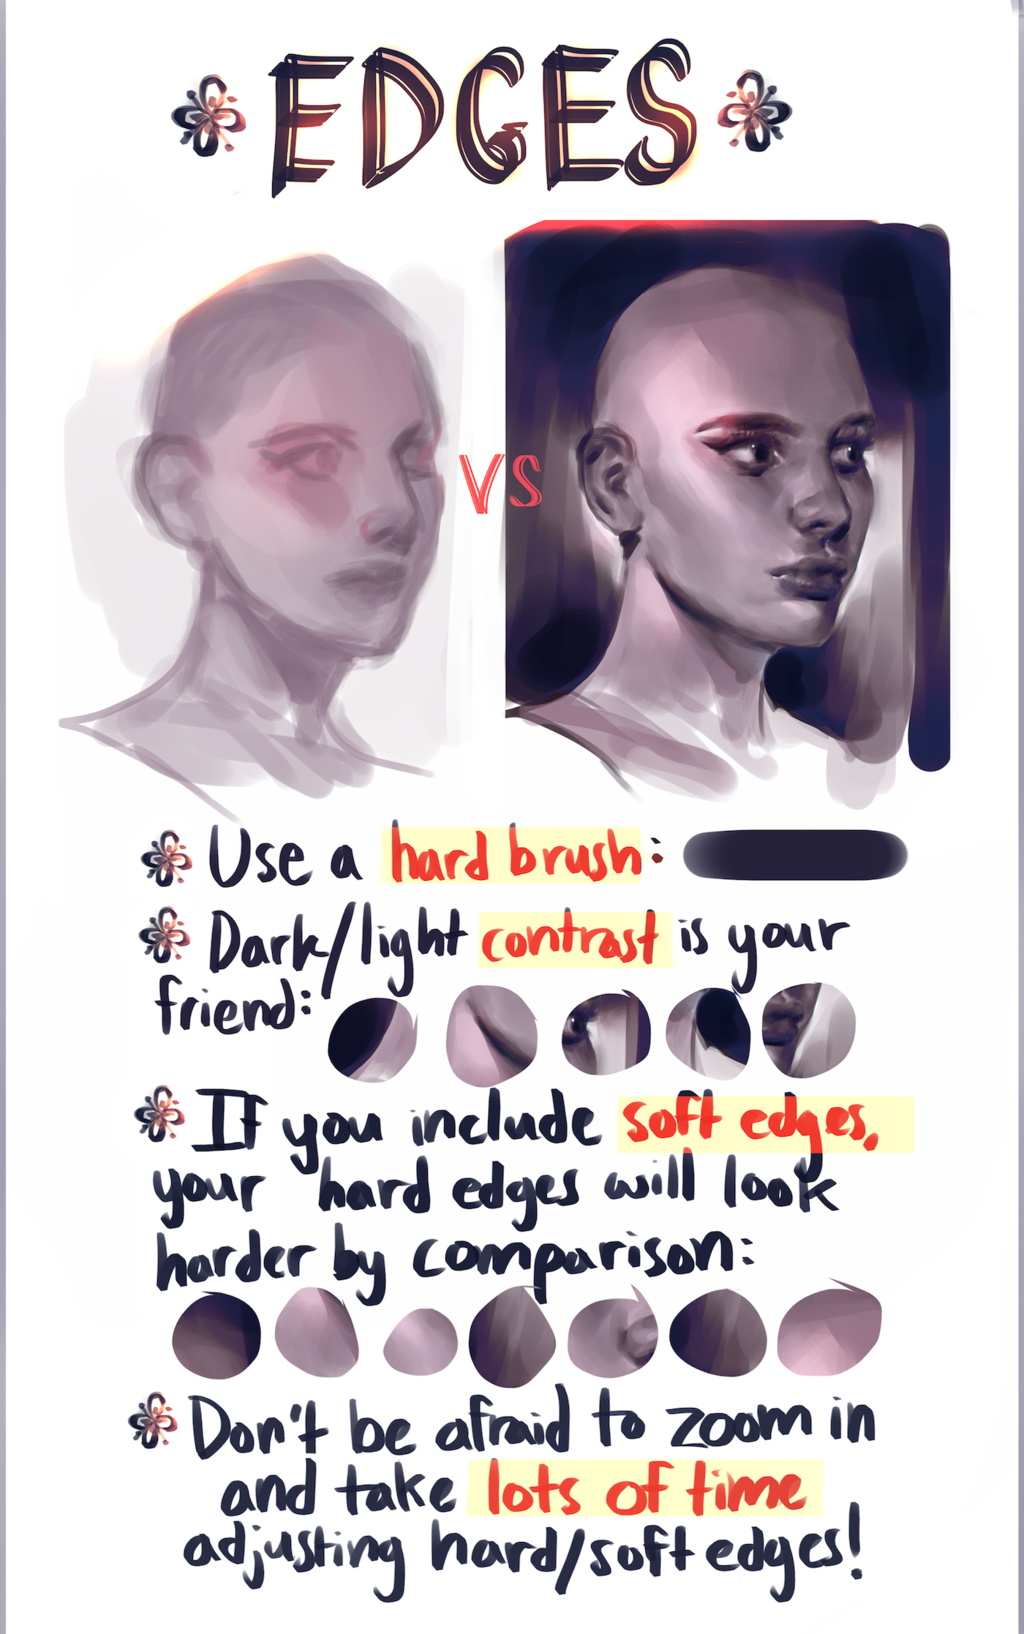 EDGES
VS
Use a hard brush:
Dark/light contrast is your
friend:
If you include soft edges,
your hard edges will look
harder by comparison:
Don't be afraid to zoom in
and take lots of time
adjusting hard/soft edges!